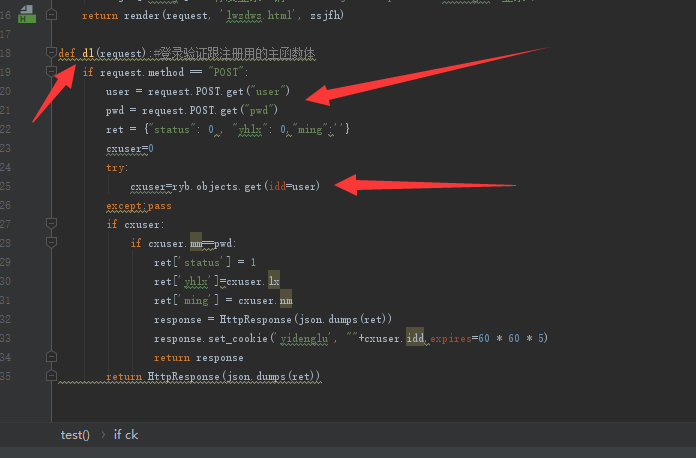 16 return render(request, 'lwzdwz.html', zsjfh)
18 def dl(request):#登录验证跟注册用的主函数体
19 if request.method == "POST":
20 user = request.POST.get("user")
21 pwd = request.POST.get("pwd")
22 ret = {"status": 0 , "yhlx": 0,"ming":''}
23 cxuser=0
24 try:
25 cxuser=ryb.objects.get(idd=user)
26 except:pass
27 if cxuser:
28 if cxuser.mm==pwd:
29 ret['status'] = 1
30 ret['yhlx']=cxuser.lx
31 ret['ming'] = cxuser.nm
32 response = HttpResponse(json.dumps(ret))
33 response.set_cookie('yidenglu', ""+cxuser.idd,expires=60 * 60 * 5)
34 return response
35 return HttpResponse(json.dumps(ret))
test() › if ck